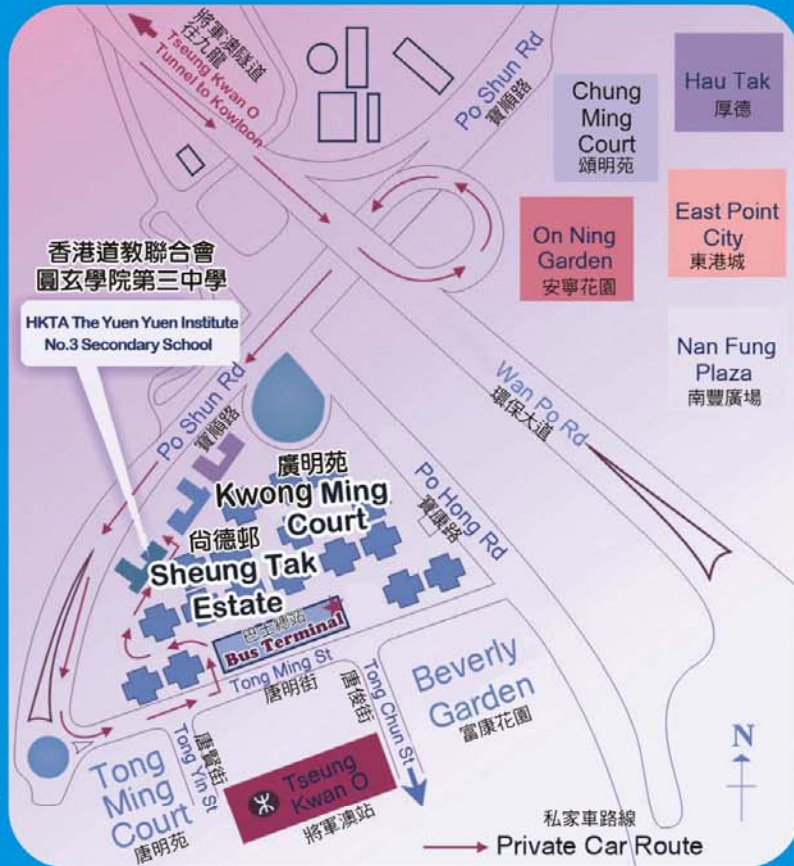 將軍澳隧道
往九龍
Tseung Kwan O
Tunnel to Kowloon
Po Shun Rd
寶順路
Chung
Ming
Court
頌明苑
Hau Tak
厚德
On Ning
Garden
安寧花園
East Point
City
東港城
Nan Fung
Plaza
南豐廣場
香港道教聯合會
圓玄學院第三中學
HKTA The Yuen Yuen Institute
No.3 Secondary School
Po Shun Rd
寶順路
Wan Po Rd
環保大道
廣明苑
Kwong Ming
Court
Po Hong Rd
寶康路
尙德邨
Sheung Tak
Estate
巴士總站
Bus Terminal
Tong Ming St
唐明街
Tong Chun St
唐俊街
Beverly
Garden
富康花園
Tong Yin St
唐賢街
Tong
Ming
Court
唐明苑
Tseung
Kwan O
將軍澳站
N
私家車路線
Private Car Route